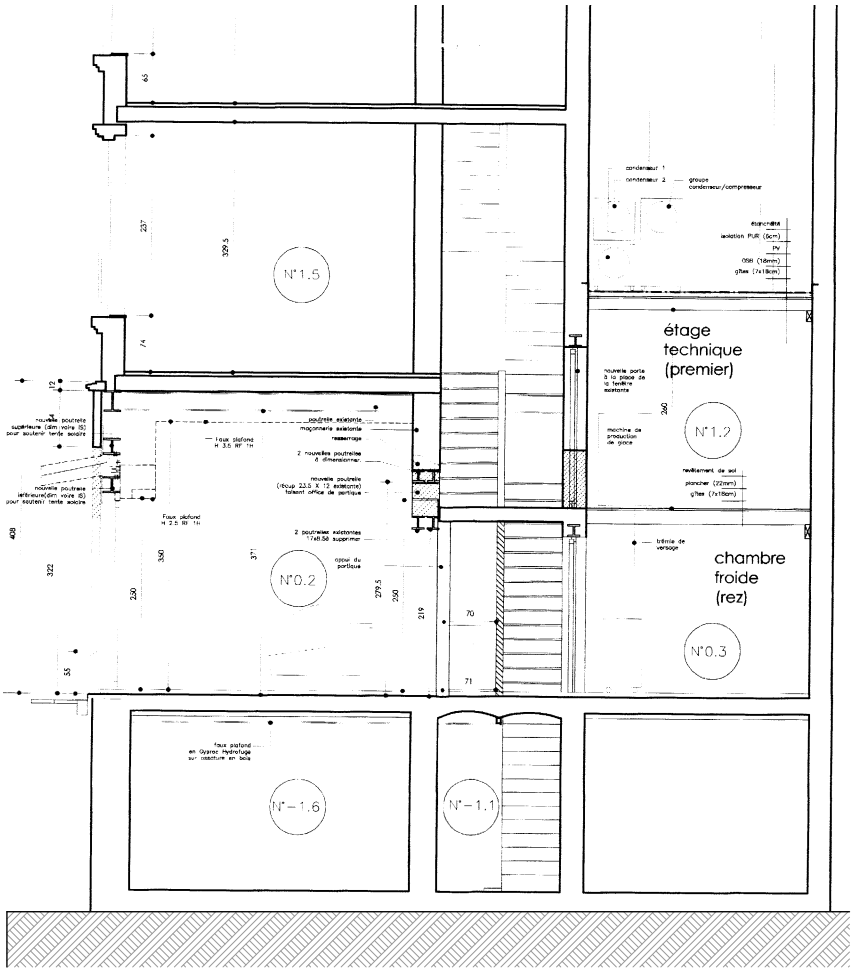 65
condenseur 1
condenseur 2
groupe
condenseur/compresseur
étanchéité
isolation PUR (6cm)
PV
OSB (18mm)
gîtes (7x18cm)
237
329.5
N°1.5
74
étage
technique
(premier)
nouvelle porte
à la place de
la fenêtre
existante
260
N°1.2
machine de
production
de glace
revêtement de sol
plancher (22mm)
gîtes (7x18cm)
12
nouvelle poutrelle
supérieure (dim voire IS)
pour soutenir tente solaire
poutrelle existante
maçonnerie existante
resserrage
Faux plafond
H 3.5 RF 1H
2 nouvelles poutrelles
à dimensionner.
nouvelle poutrelle
(récup 23.5 X 12 existante)
faisant office de portique
nouvelle poutrelle
inférieure(dim voire IS)
pour soutenir tente solaire
Faux plafond
H 2.5 RF 1H
2 poutrelles existantes
supprimer
appui du
portique
trémie de
versage
chambre
froide
(rez)
408
322
250
350
371
N°0.2
279.5
250
219
70
71
N°0.3
55
faux plafond
en Gyproc Hydrofuge
sur ossature en bois
N°-1.6
N°-1.1